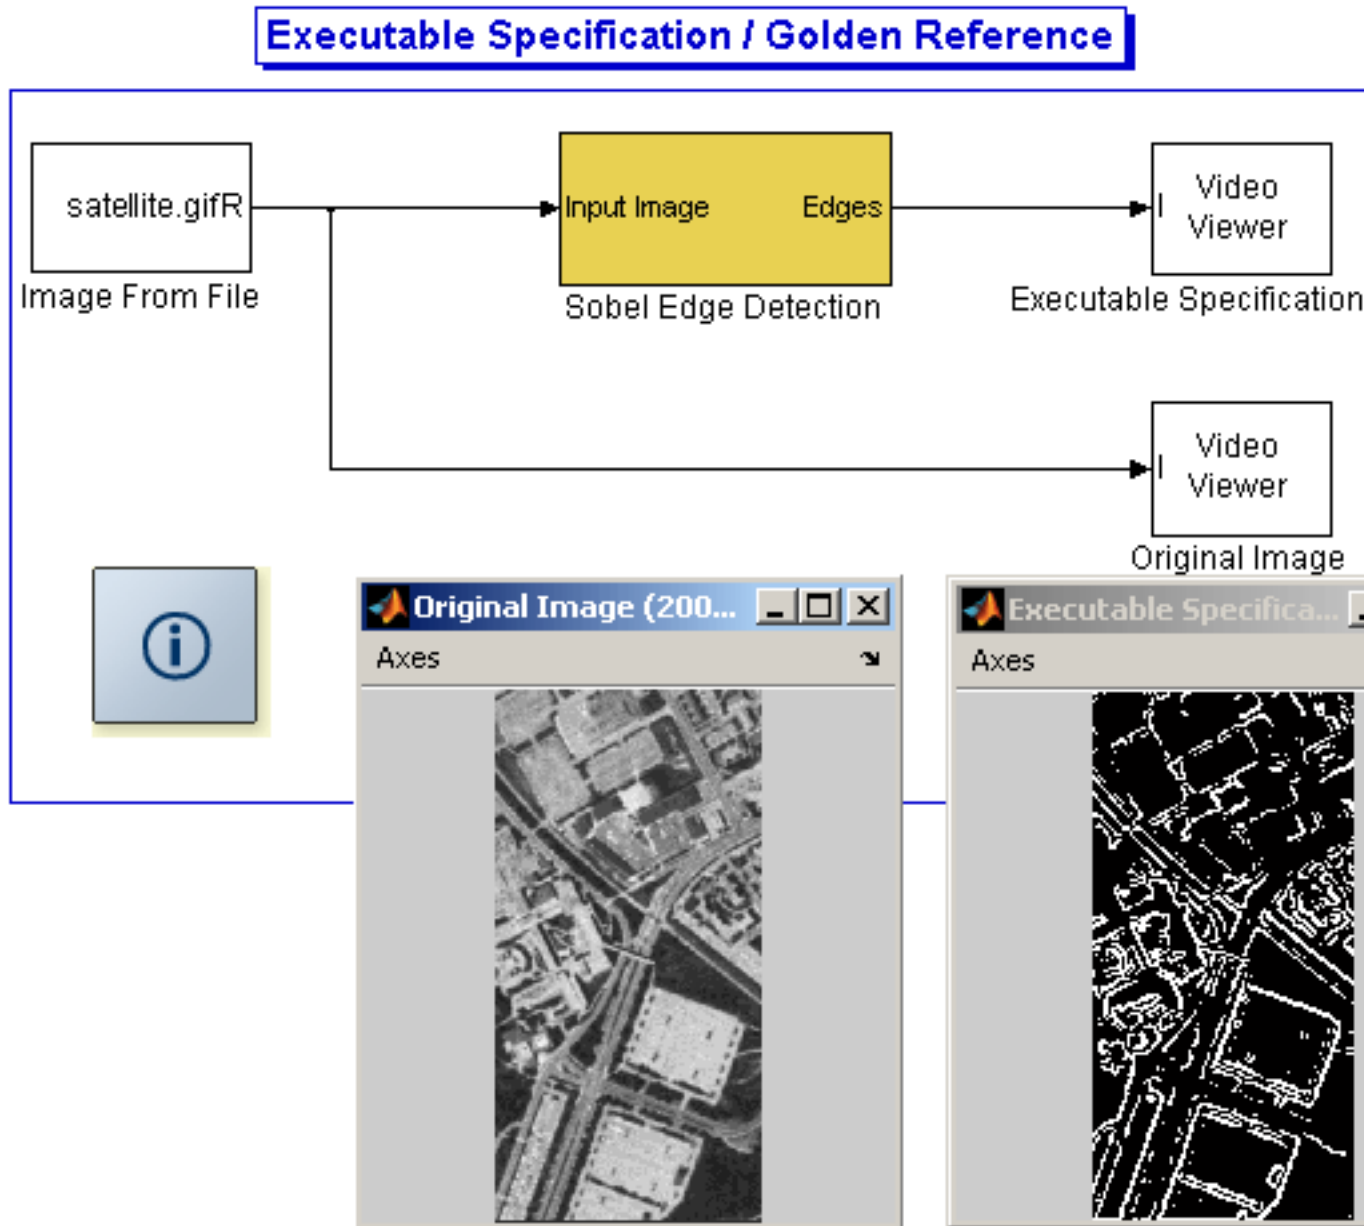 Executable Specification / Golden Reference
satellite.gifR
Image From File
Input Image
Edges
Sobel Edge Detection
I
Video
Viewer
Executable Specification
I
Video
Viewer
Original Image
i
Original Image (200...
Executable Specifica...
Axes
Axes